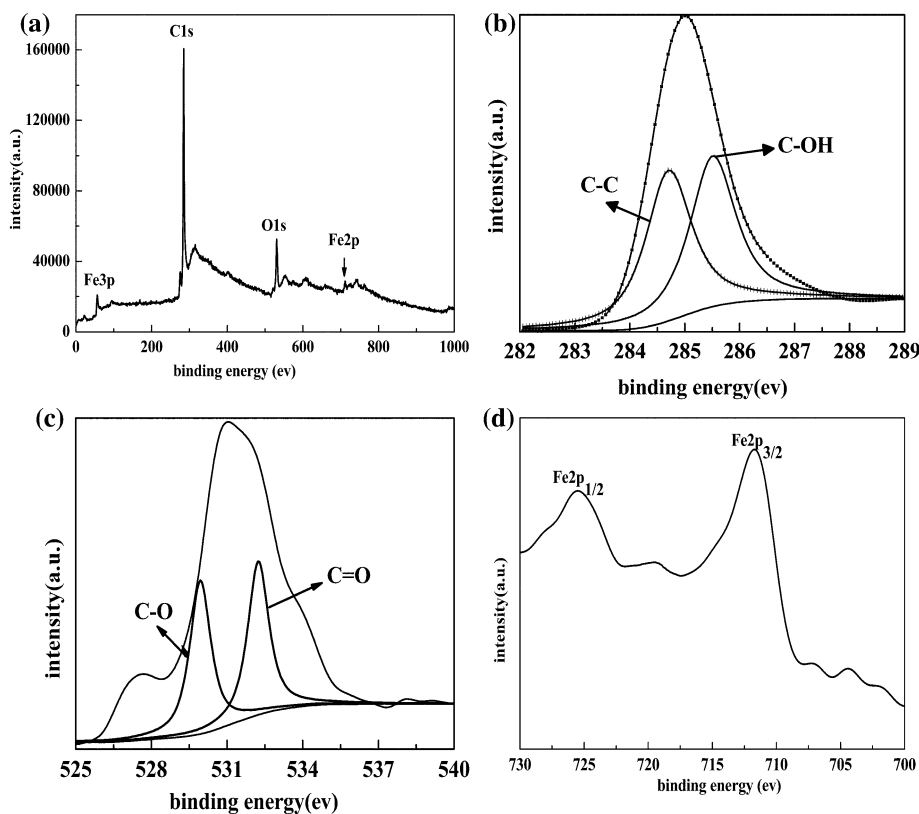 (a)
C1s
160000
120000
80000
40000
0
Fe3p
O1s
Fe2p
intensity(a.u.)
0 200 400 600 800 1000
binding energy (ev)
(b)
C-OH
C-C
intensity(a.u.)
282 283 284 285 286 287 288 289
binding energy(ev)
(c)
C=O
C-O
intensity(a.u.)
525 528 531 534 537 540
binding energy(ev)
(d)
Fe2p3/2
Fe2p1/2
intensity(a.u.)
730 725 720 715 710 705 700
binding energy (ev)